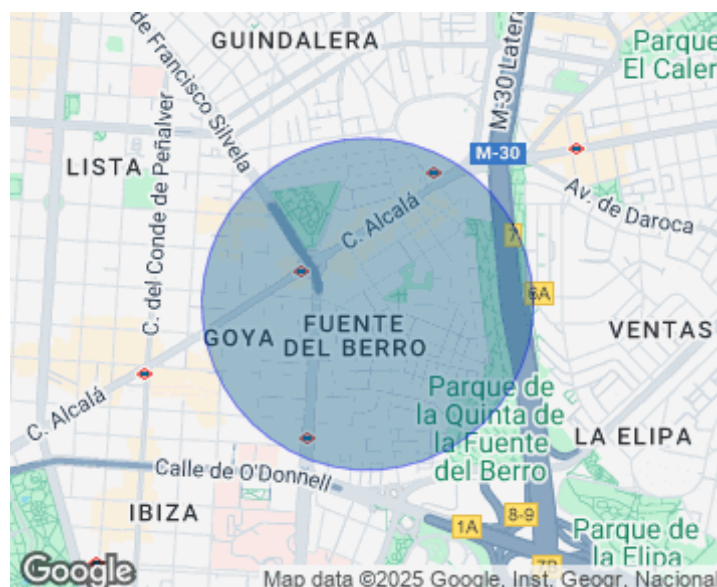 GUINDALERA
de Francisco Silvela
M-30 Lateral
Parque
El Calero
M-30
LISTA
C. del Conde de Peñalver
C. Alcalá
Av. de Daroca
7
6A
GOYA
FUENTE
DEL BERRO
VENTAS
Parque de
la Quinta de
la Fuente
del Berro
C. Alcalá
LA ELIPA
Calle de O'Donnell
IBIZA
1A
8-9
Parque de
la Elipa
7B
Google
Map data ©2025 Google, Inst. Geogr. Nacional